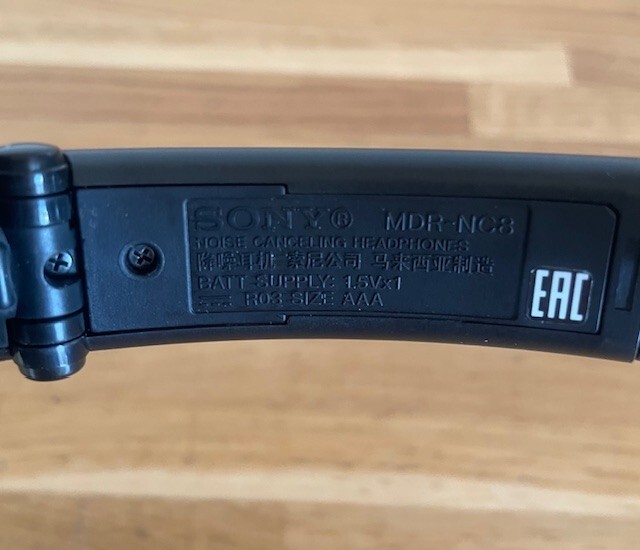 SONY® MDR-NC8
NOISE CANCELING HEADPHONES
降噪耳机 索尼公司 马来西亚制造
BATT SUPPLY: 1.5V×1
R03 SIZE AAA
EAC